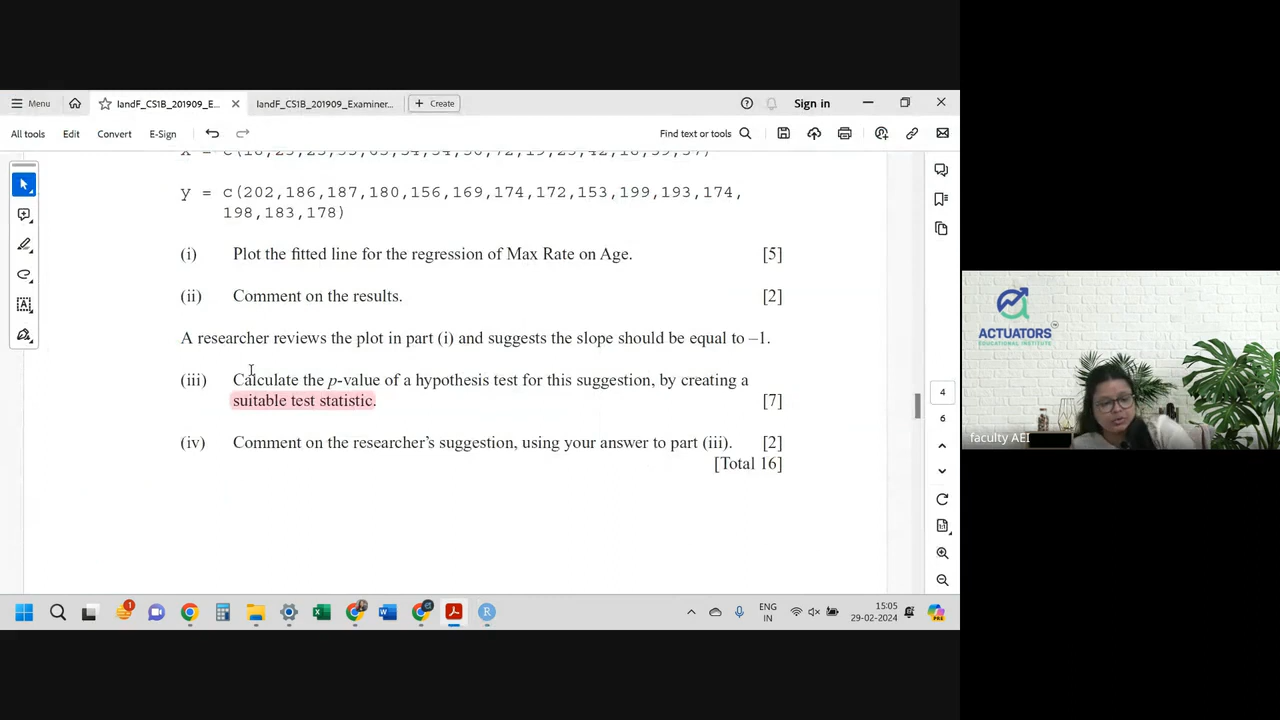 Menu
IandF_CS1B_201909_E...
IandF_CS1B_201909_Examiner...
Create
Sign in
All tools
Edit
Convert
E-Sign
Find text or tools
y = c(202,186,187,180,156,169,174,172,153,199,193,174,
198,183,178)
(i) Plot the fitted line for the regression of Max Rate on Age. [5]
(ii) Comment on the results. [2]
A researcher reviews the plot in part (i) and suggests the slope should be equal to –1.
(iii) Calculate the p-value of a hypothesis test for this suggestion, by creating a
suitable test statistic. [7]
(iv) Comment on the researcher's suggestion, using your answer to part (iii). [2]
[Total 16]
4
6
ACTUATORS
EDUCATIONAL INSTITUTE
faculty AEI
1
ENG
IN
15:05
29-02-2024